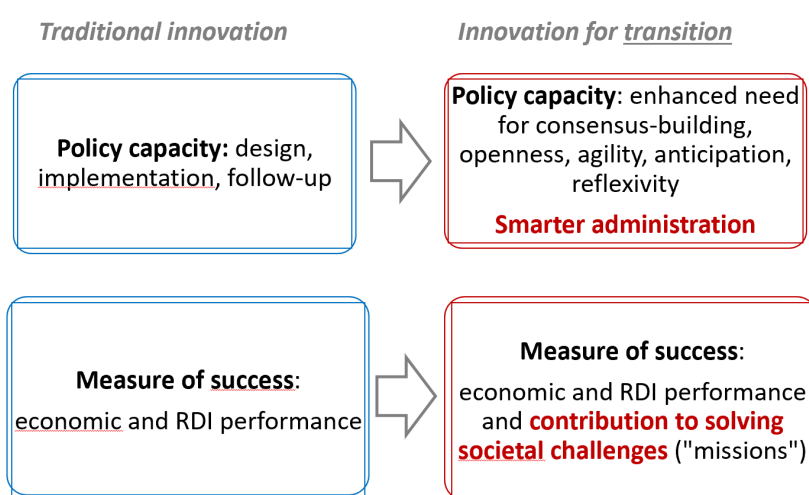 Traditional innovation
Innovation for transition
Policy capacity: design,
implementation, follow-up
Policy capacity: enhanced need
for consensus-building,
openness, agility, anticipation,
reflexivity
Smarter administration
Measure of success:
economic and RDI performance
Measure of success:
economic and RDI performance
and contribution to solving
societal challenges ("missions")